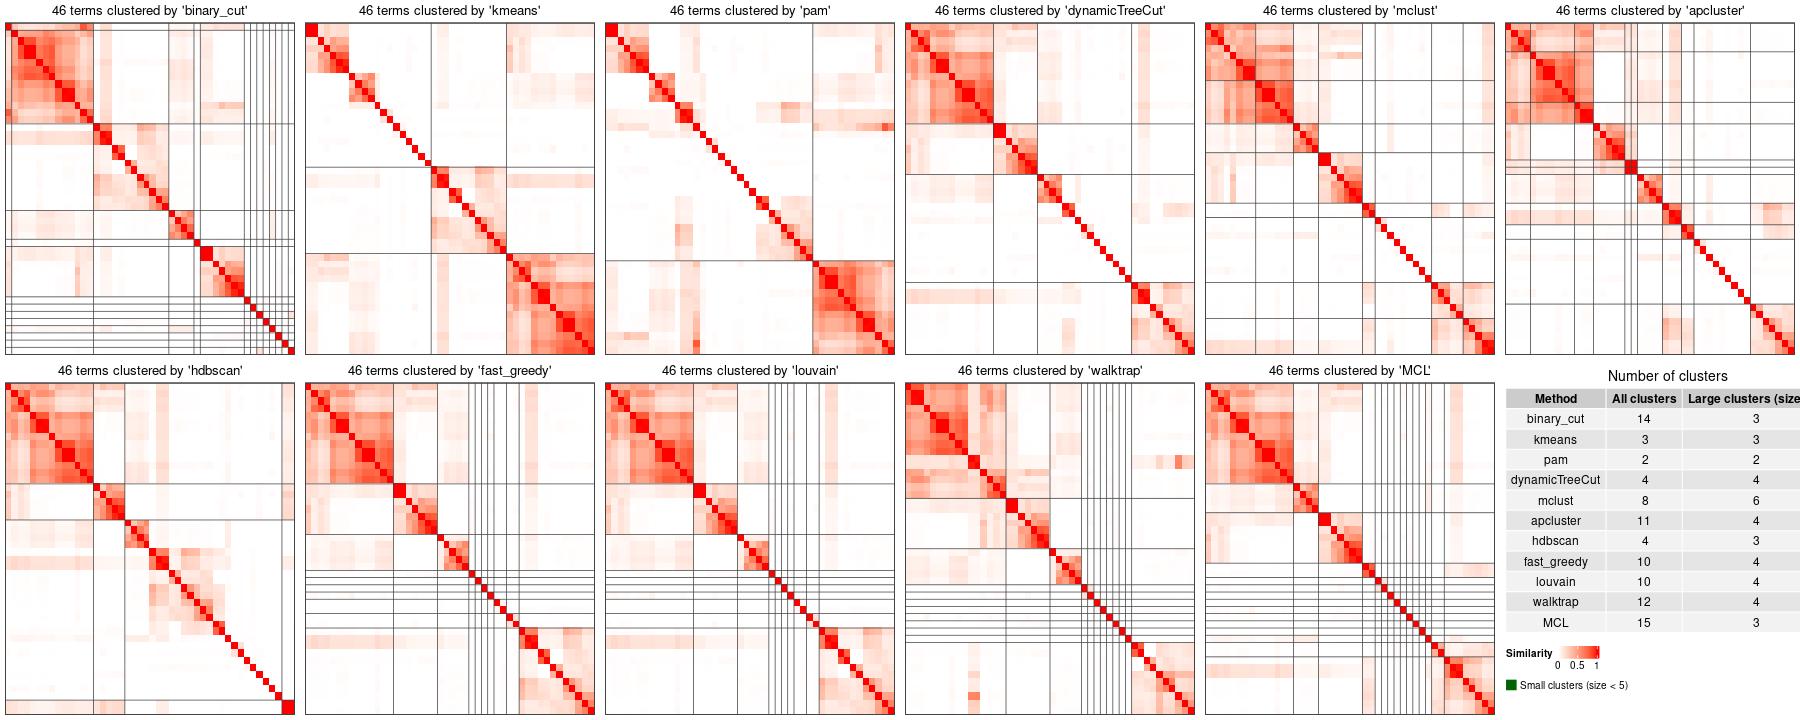 46 terms clustered by 'binary_cut'
46 terms clustered by 'kmeans'
46 terms clustered by 'pam'
46 terms clustered by 'dynamicTreeCut'
46 terms clustered by 'mclust'
46 terms clustered by 'apcluster'
46 terms clustered by 'hdbscan'
46 terms clustered by 'fast_greedy'
46 terms clustered by 'louvain'
46 terms clustered by 'walktrap'
46 terms clustered by 'MCL'
Number of clusters
Method All clusters Large clusters (size
binary_cut 14 3
kmeans 3 3
pam 2 2
dynamicTreeCut 4 4
mclust 8 6
apcluster 11 4
hdbscan 4 3
fast_greedy 10 4
louvain 10 4
walktrap 12 4
MCL 15 3
Similarity
0 0.5 1
Small clusters (size < 5)